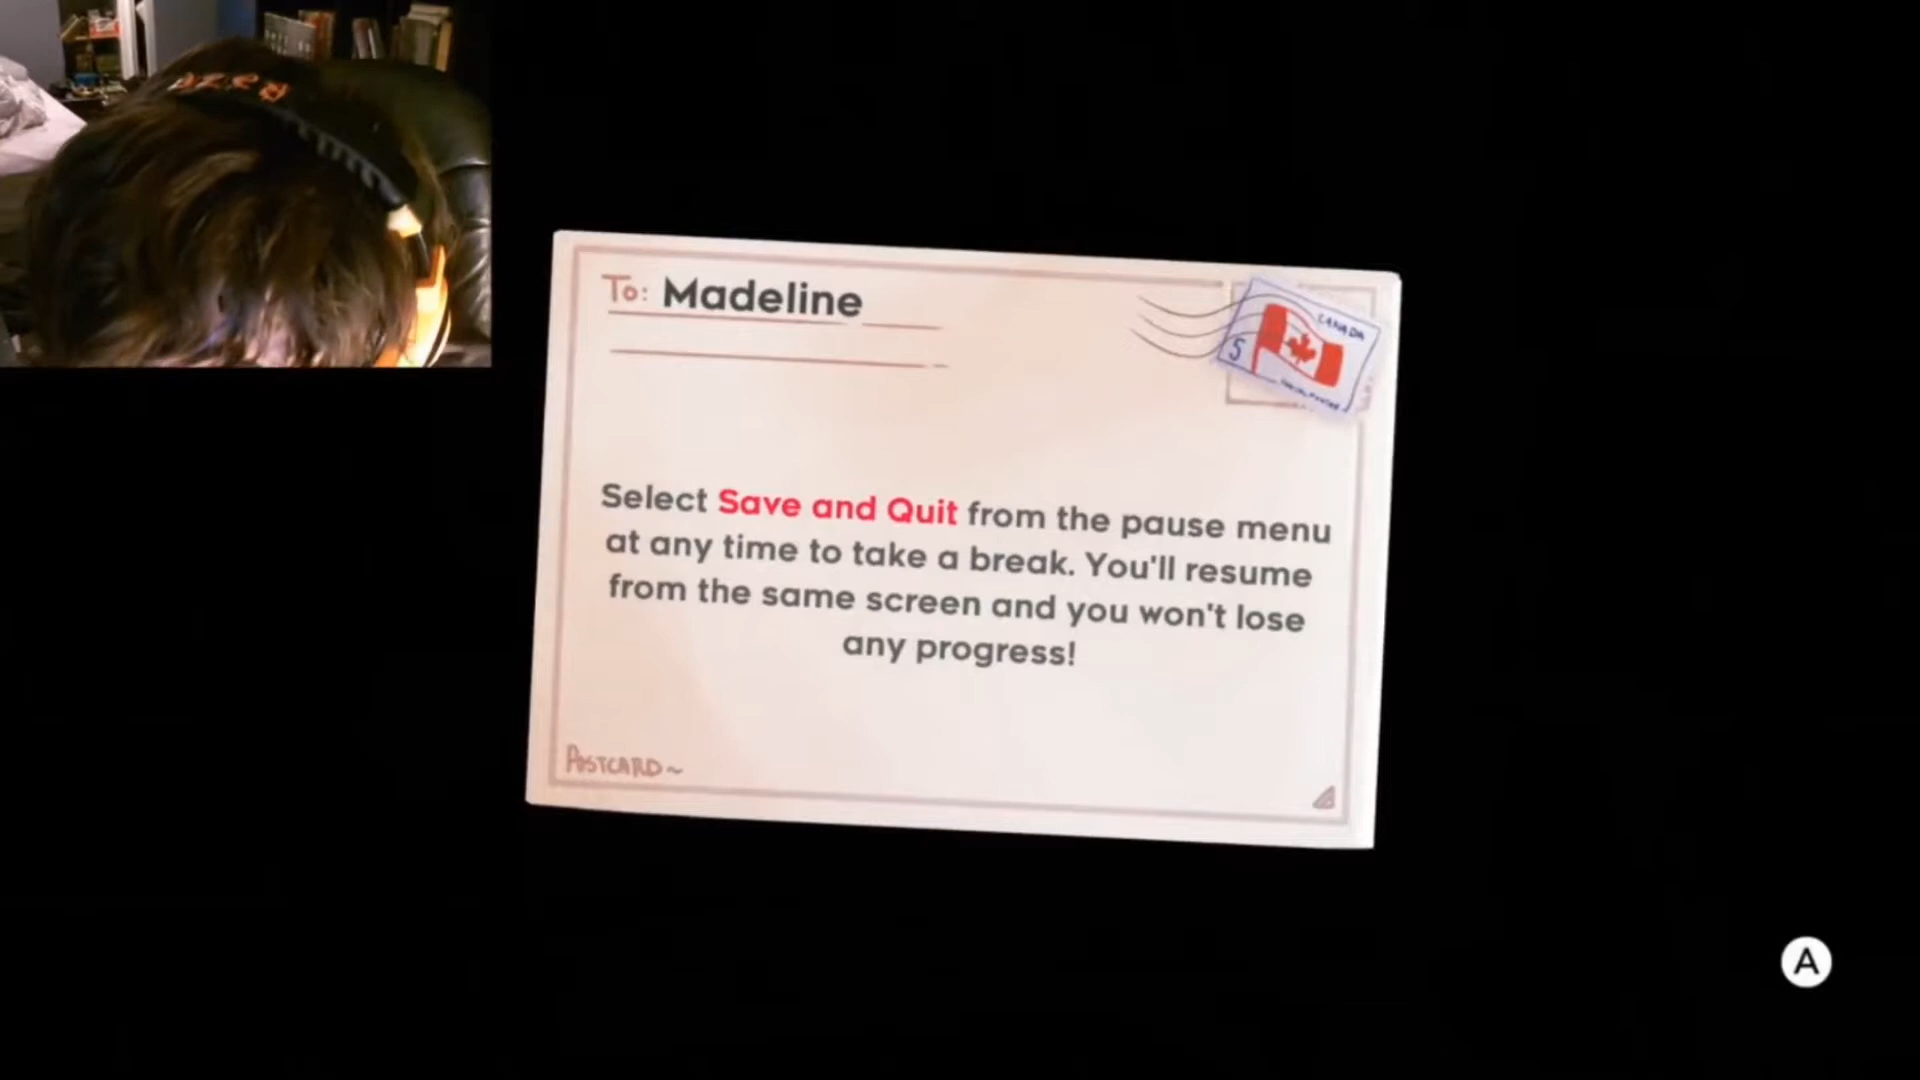 To: Madeline
CANADA
5
Select Save and Quit from the pause menu
at any time to take a break. You'll resume
from the same screen and you won't lose
any progress!
POSTCARD~
A